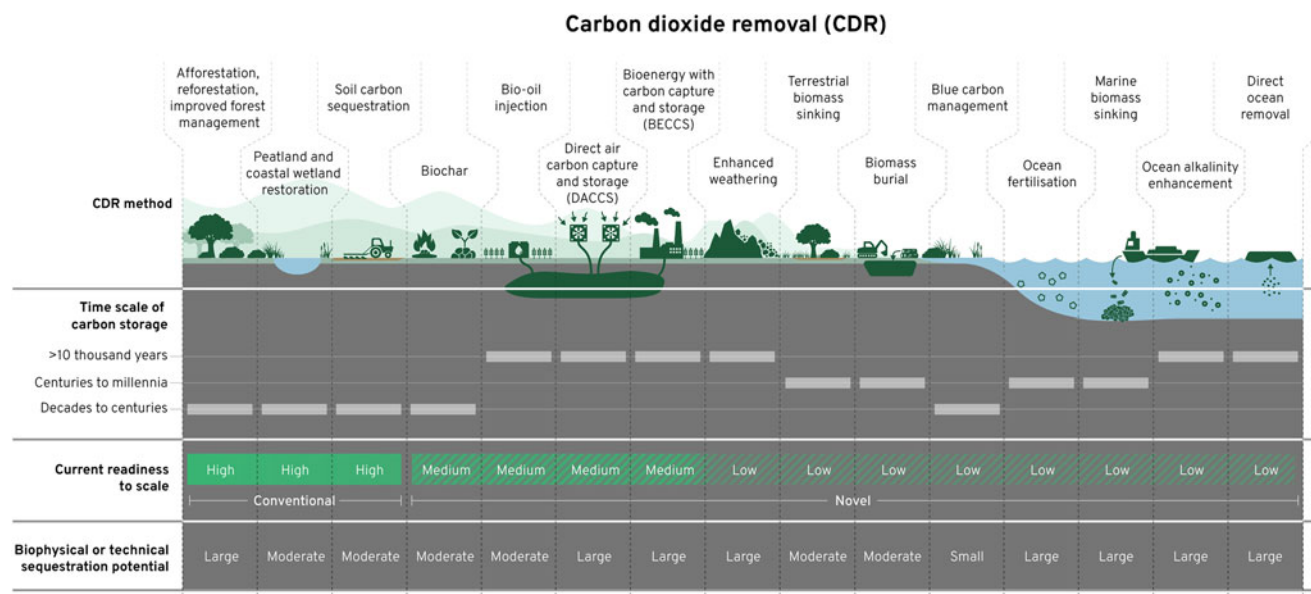 Carbon dioxide removal (CDR)
Afforestation,
reforestation,
improved forest
management
Peatland and
coastal wetland
restoration
Soil carbon
sequestration
Biochar
Bio-oil
injection
Direct air
carbon capture
and storage
(DACCS)
Bioenergy with
carbon capture
and storage
(BECCS)
Enhanced
weathering
Terrestrial
biomass
sinking
Biomass
burial
Blue carbon
management
Ocean
fertilisation
Marine
biomass
sinking
Ocean alkalinity
enhancement
Direct
ocean
removal
CDR method
Time scale of
carbon storage
>10 thousand years
Centuries to millennia
Decades to centuries
Current readiness
to scale
High High High Medium Medium Medium Medium Low Low Low Low Low Low Low Low
Conventional Novel
Biophysical or technical
sequestration potential
Large Moderate Moderate Moderate Moderate Large Large Large Moderate Moderate Small Large Large Large Large